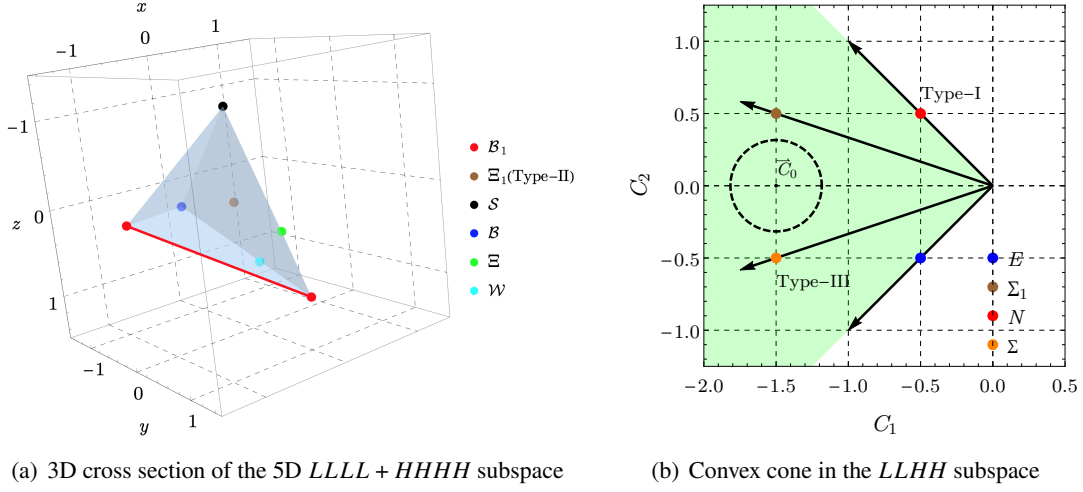 x
−1
0
1
−1
z
0
1
−1
0
y
1
ℬ₁
Ξ₁(Type−II)
𝒮
ℬ
Ξ
𝒲
1.0
0.5
C₂
0.0
−0.5
−1.0
Type−I
C⃗₀
Type−III
E
Σ₁
N
Σ
−2.0 −1.5 −1.0 −0.5 0.0 0.5
C₁
(a) 3D cross section of the 5D LLLL + HHHH subspace
(b) Convex cone in the LLHH subspace